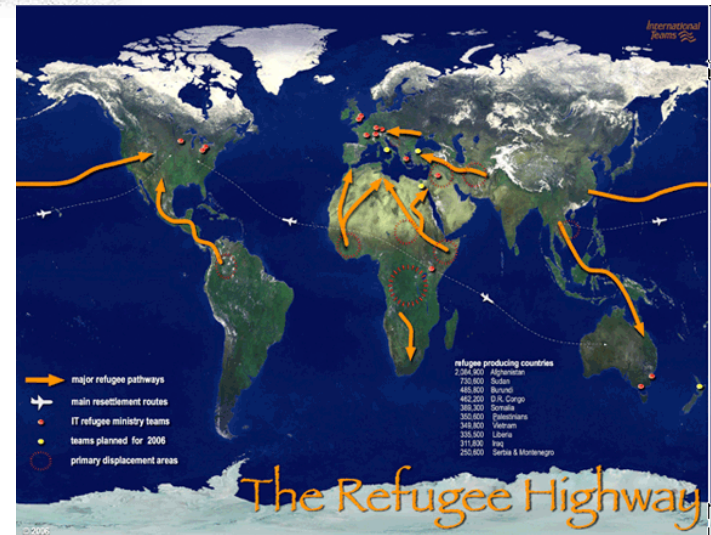 International
Teams
major refugee pathways
main resettlement routes
IT refugee ministry teams
teams planned for 2006
primary displacement areas
refugee producing countries
2,084,900 Afghanistan
730,600 Sudan
485,800 Burundi
462,200 D.R. Congo
389,300 Somalia
350,600 Palestinians
349,800 Vietnam
335,500 Liberia
311,800 Iraq
250,600 Serbia & Montenegro
The Refugee Highway
© 2006